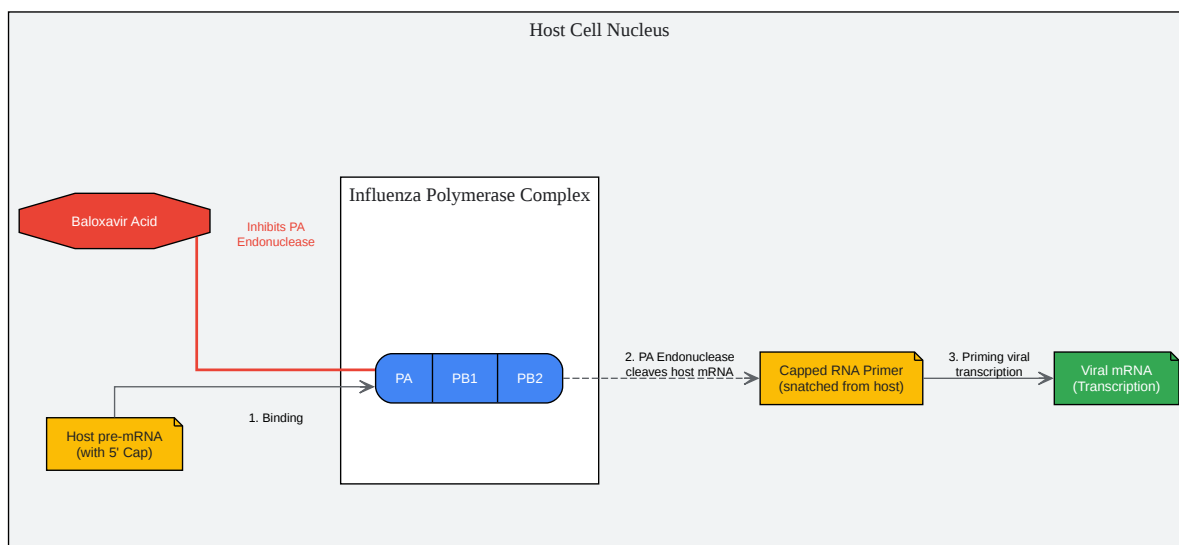 Host Cell Nucleus
Influenza Polymerase Complex
Baloxavir Acid
Inhibits PA
Endonuclease
PA
PB1
PB2
2. PA Endonuclease
cleaves host mRNA
Capped RNA Primer
(snatched from host)
3. Priming viral
transcription
Viral mRNA
(Transcription)
1. Binding
Host pre-mRNA
(with 5' Cap)